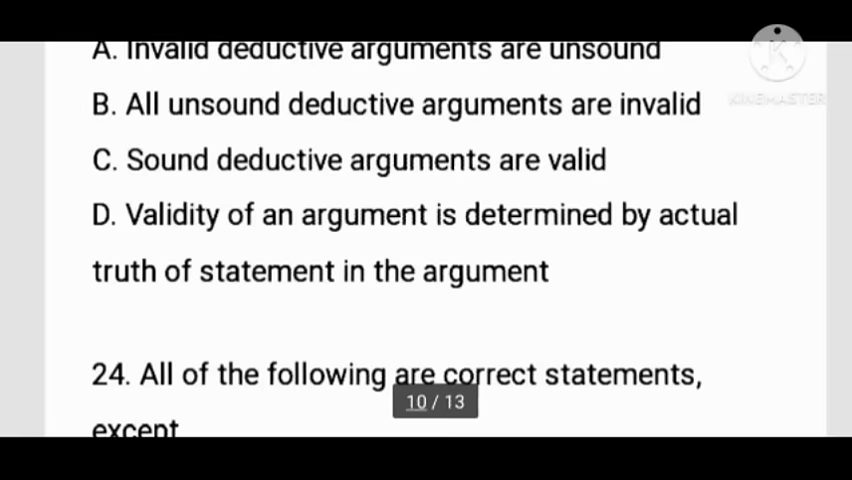 A. Invalid deductive arguments are unsound
KINEMASTER
B. All unsound deductive arguments are invalid
C. Sound deductive arguments are valid
D. Validity of an argument is determined by actual
truth of statement in the argument
24. All of the following are correct statements,
10 / 13
except